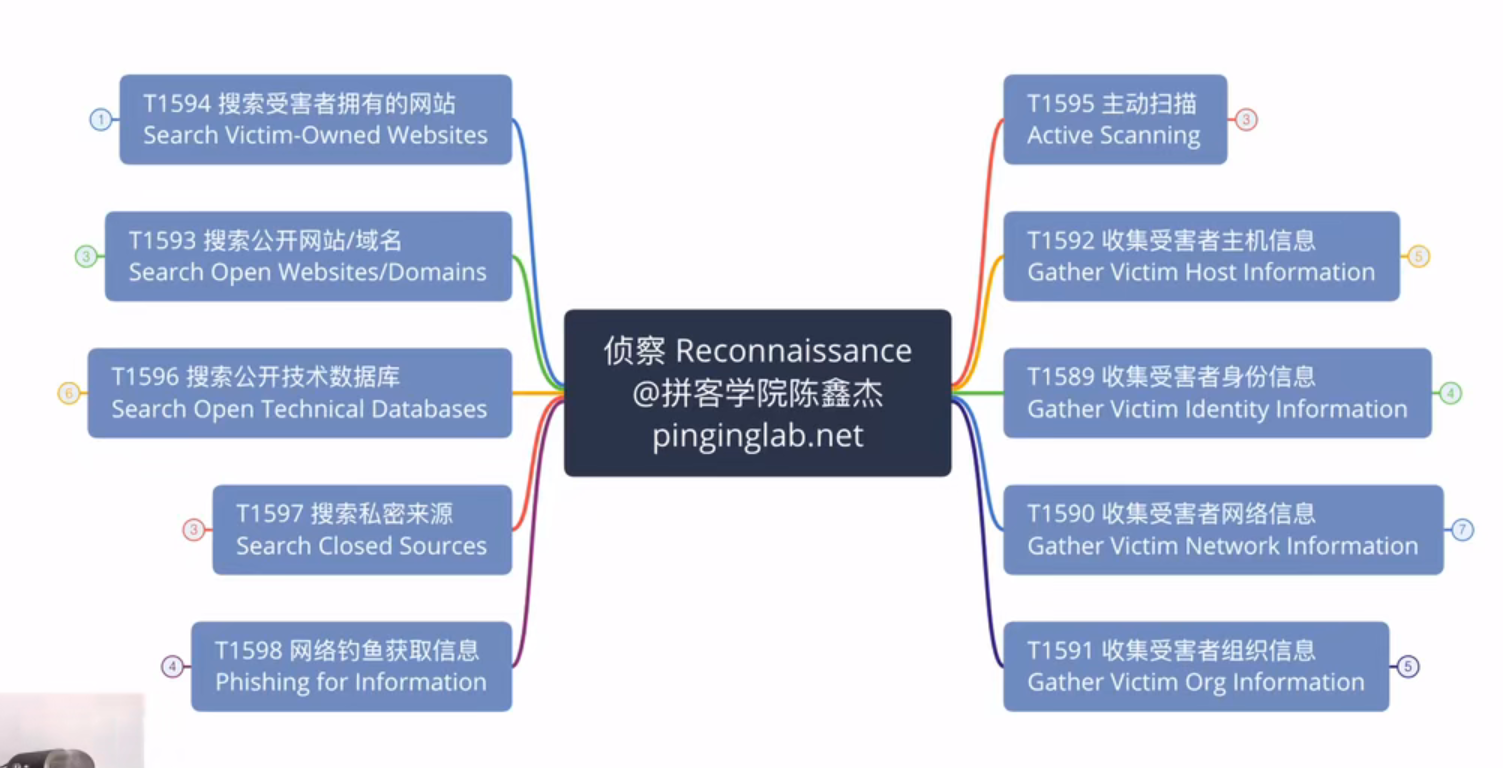 T1594 搜索受害者拥有的网站
Search Victim-Owned Websites
1
T1593 搜索公开网站/域名
Search Open Websites/Domains
3
T1596 搜索公开技术数据库
Search Open Technical Databases
6
T1597 搜索私密来源
Search Closed Sources
3
T1598 网络钓鱼获取信息
Phishing for Information
4
侦察 Reconnaissance
@拼客学院陈鑫杰
pinginglab.net
T1595 主动扫描
Active Scanning
3
T1592 收集受害者主机信息
Gather Victim Host Information
5
T1589 收集受害者身份信息
Gather Victim Identity Information
4
T1590 收集受害者网络信息
Gather Victim Network Information
7
T1591 收集受害者组织信息
Gather Victim Org Information
5